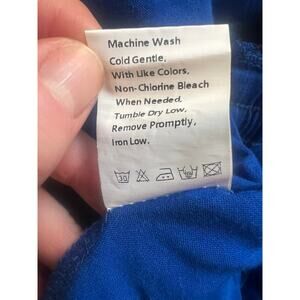 Machine Wash
Cold Gentle,
With Like Colors,
Non-Chlorine Bleach
When Needed,
Tumble Dry Low,
Remove Promptly,
Iron Low.
30